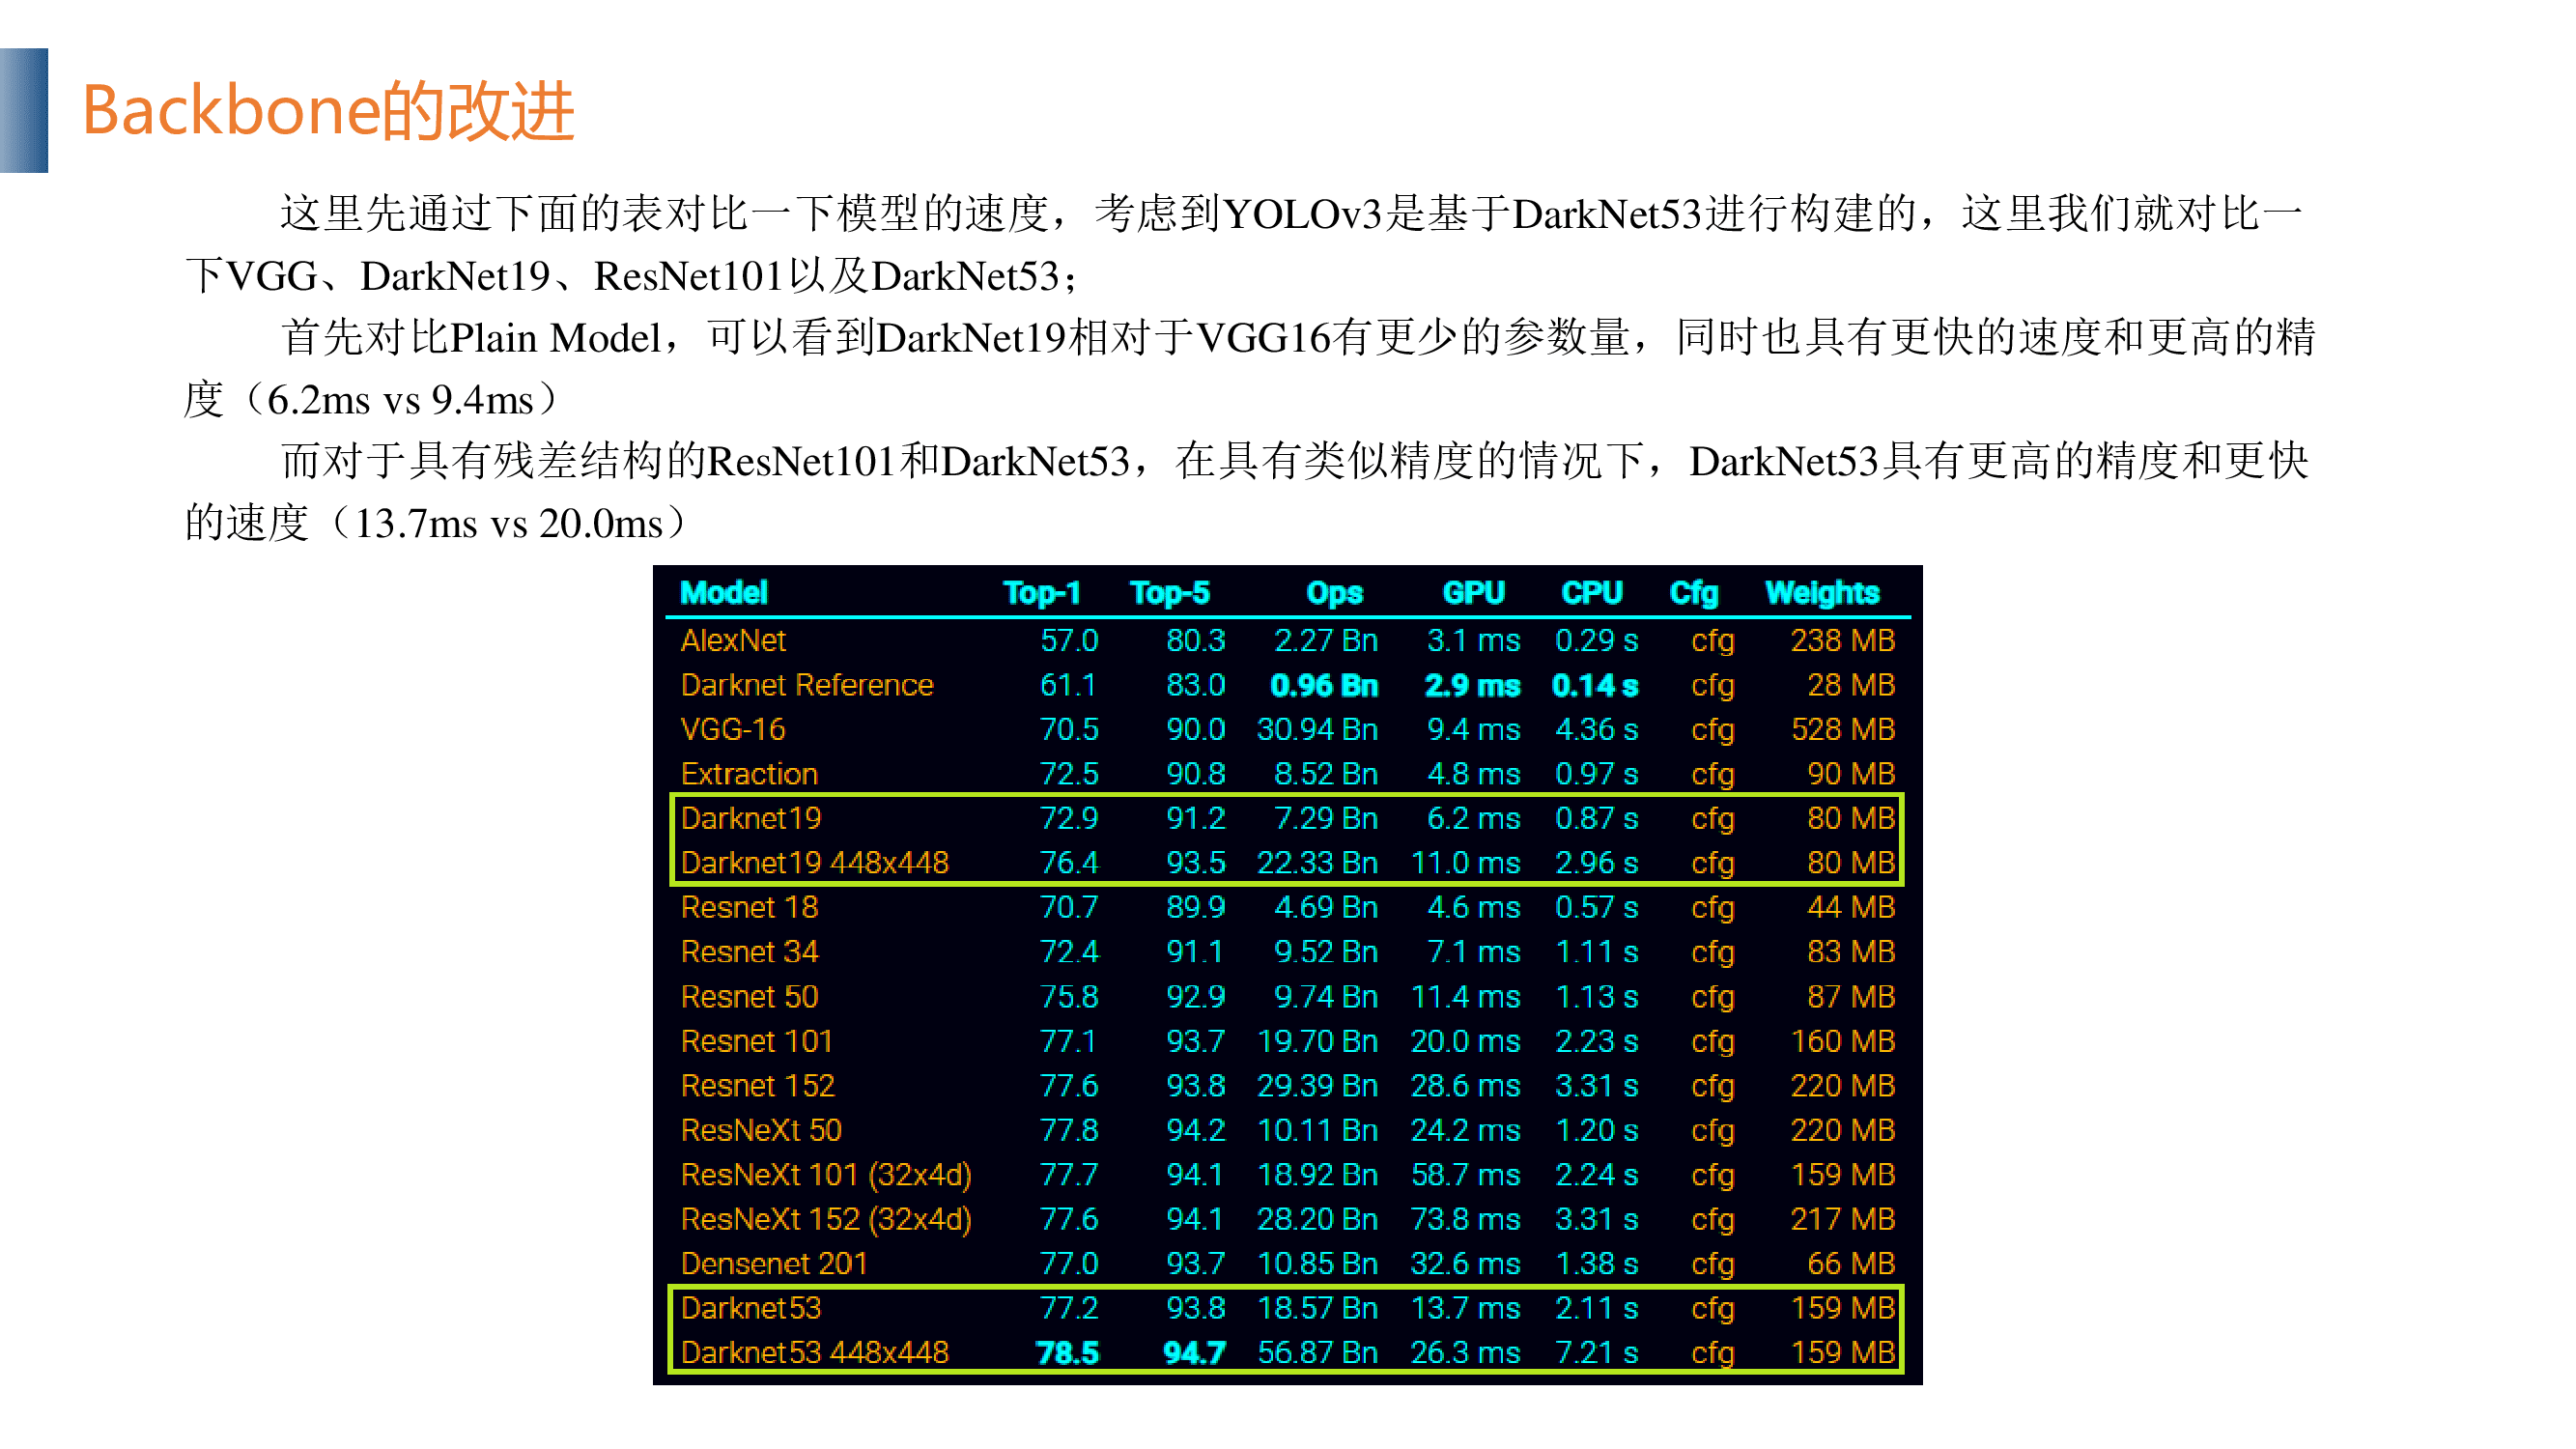 Backbone的改进
这里先通过下面的表对比一下模型的速度，考虑到YOLOv3是基于DarkNet53进行构建的，这里我们就对比一
下VGG、DarkNet19、ResNet101以及DarkNet53；
首先对比Plain Model，可以看到DarkNet19相对于VGG16有更少的参数量，同时也具有更快的速度和更高的精
度（6.2ms vs 9.4ms）
而对于具有残差结构的ResNet101和DarkNet53，在具有类似精度的情况下，DarkNet53具有更高的精度和更快
的速度（13.7ms vs 20.0ms）
Model Top-1 Top-5 Ops GPU CPU Cfg Weights
AlexNet 57.0 80.3 2.27 Bn 3.1 ms 0.29 s cfg 238 MB
Darknet Reference 61.1 83.0 0.96 Bn 2.9 ms 0.14 s cfg 28 MB
VGG-16 70.5 90.0 30.94 Bn 9.4 ms 4.36 s cfg 528 MB
Extraction 72.5 90.8 8.52 Bn 4.8 ms 0.97 s cfg 90 MB
Darknet19 72.9 91.2 7.29 Bn 6.2 ms 0.87 s cfg 80 MB
Darknet19 448x448 76.4 93.5 22.33 Bn 11.0 ms 2.96 s cfg 80 MB
Resnet 18 70.7 89.9 4.69 Bn 4.6 ms 0.57 s cfg 44 MB
Resnet 34 72.4 91.1 9.52 Bn 7.1 ms 1.11 s cfg 83 MB
Resnet 50 75.8 92.9 9.74 Bn 11.4 ms 1.13 s cfg 87 MB
Resnet 101 77.1 93.7 19.70 Bn 20.0 ms 2.23 s cfg 160 MB
Resnet 152 77.6 93.8 29.39 Bn 28.6 ms 3.31 s cfg 220 MB
ResNeXt 50 77.8 94.2 10.11 Bn 24.2 ms 1.20 s cfg 220 MB
ResNeXt 101 (32x4d) 77.7 94.1 18.92 Bn 58.7 ms 2.24 s cfg 159 MB
ResNeXt 152 (32x4d) 77.6 94.1 28.20 Bn 73.8 ms 3.31 s cfg 217 MB
Densenet 201 77.0 93.7 10.85 Bn 32.6 ms 1.38 s cfg 66 MB
Darknet53 77.2 93.8 18.57 Bn 13.7 ms 2.11 s cfg 159 MB
Darknet53 448x448 78.5 94.7 56.87 Bn 26.3 ms 7.21 s cfg 159 MB